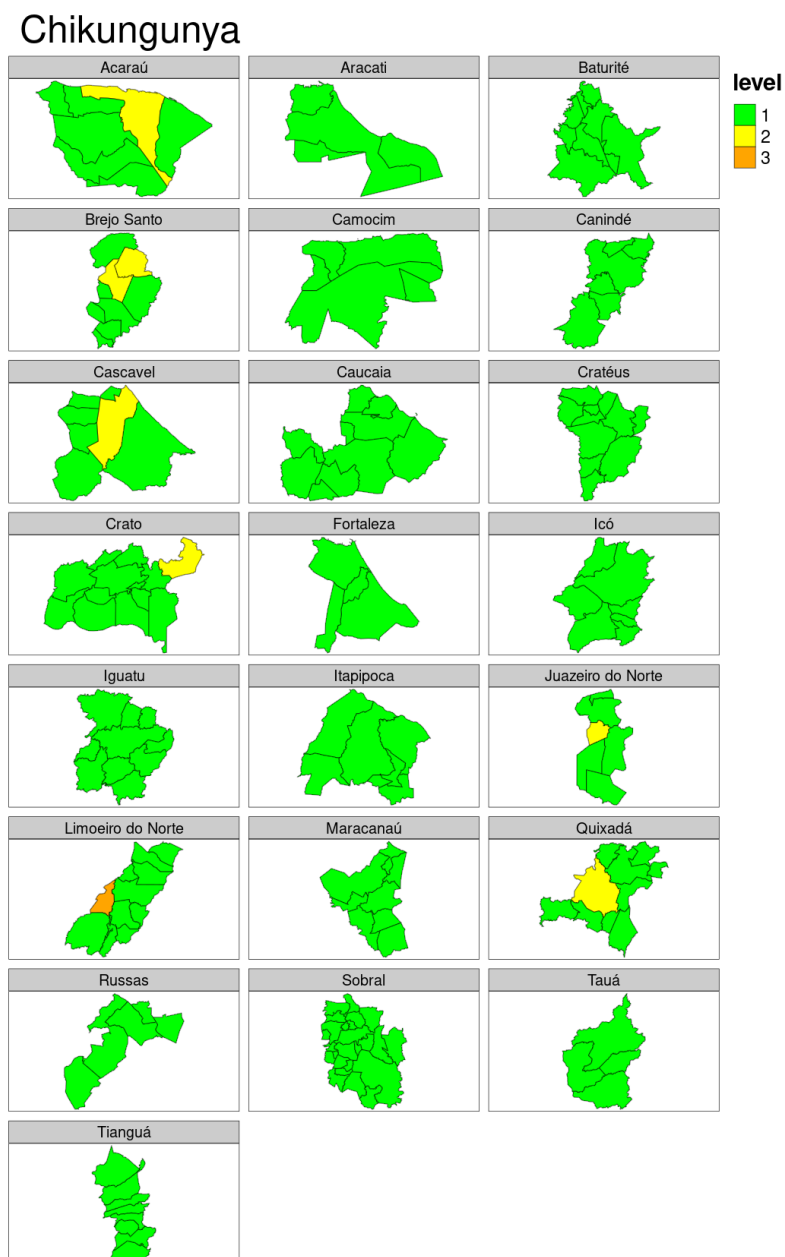 Chikungunya
Acaraú
Aracati
Baturité
level
1
2
3
Brejo Santo
Camocim
Canindé
Cascavel
Caucaia
Cratéus
Crato
Fortaleza
Icó
Iguatu
Itapipoca
Juazeiro do Norte
Limoeiro do Norte
Maracanaú
Quixadá
Russas
Sobral
Tauá
Tianguá